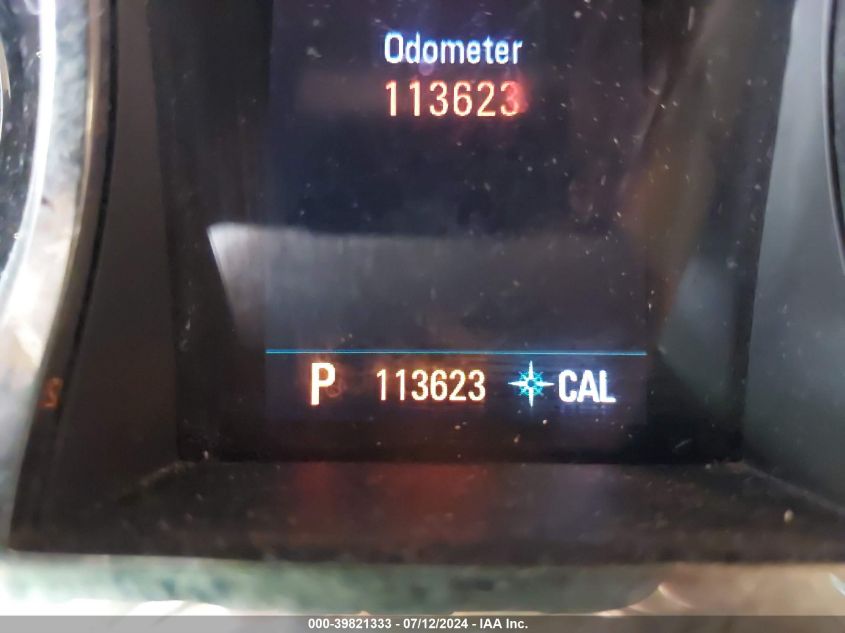 Odometer
113623
P 113623 CAL
000-39821333 - 07/12/2024 - IAA Inc.